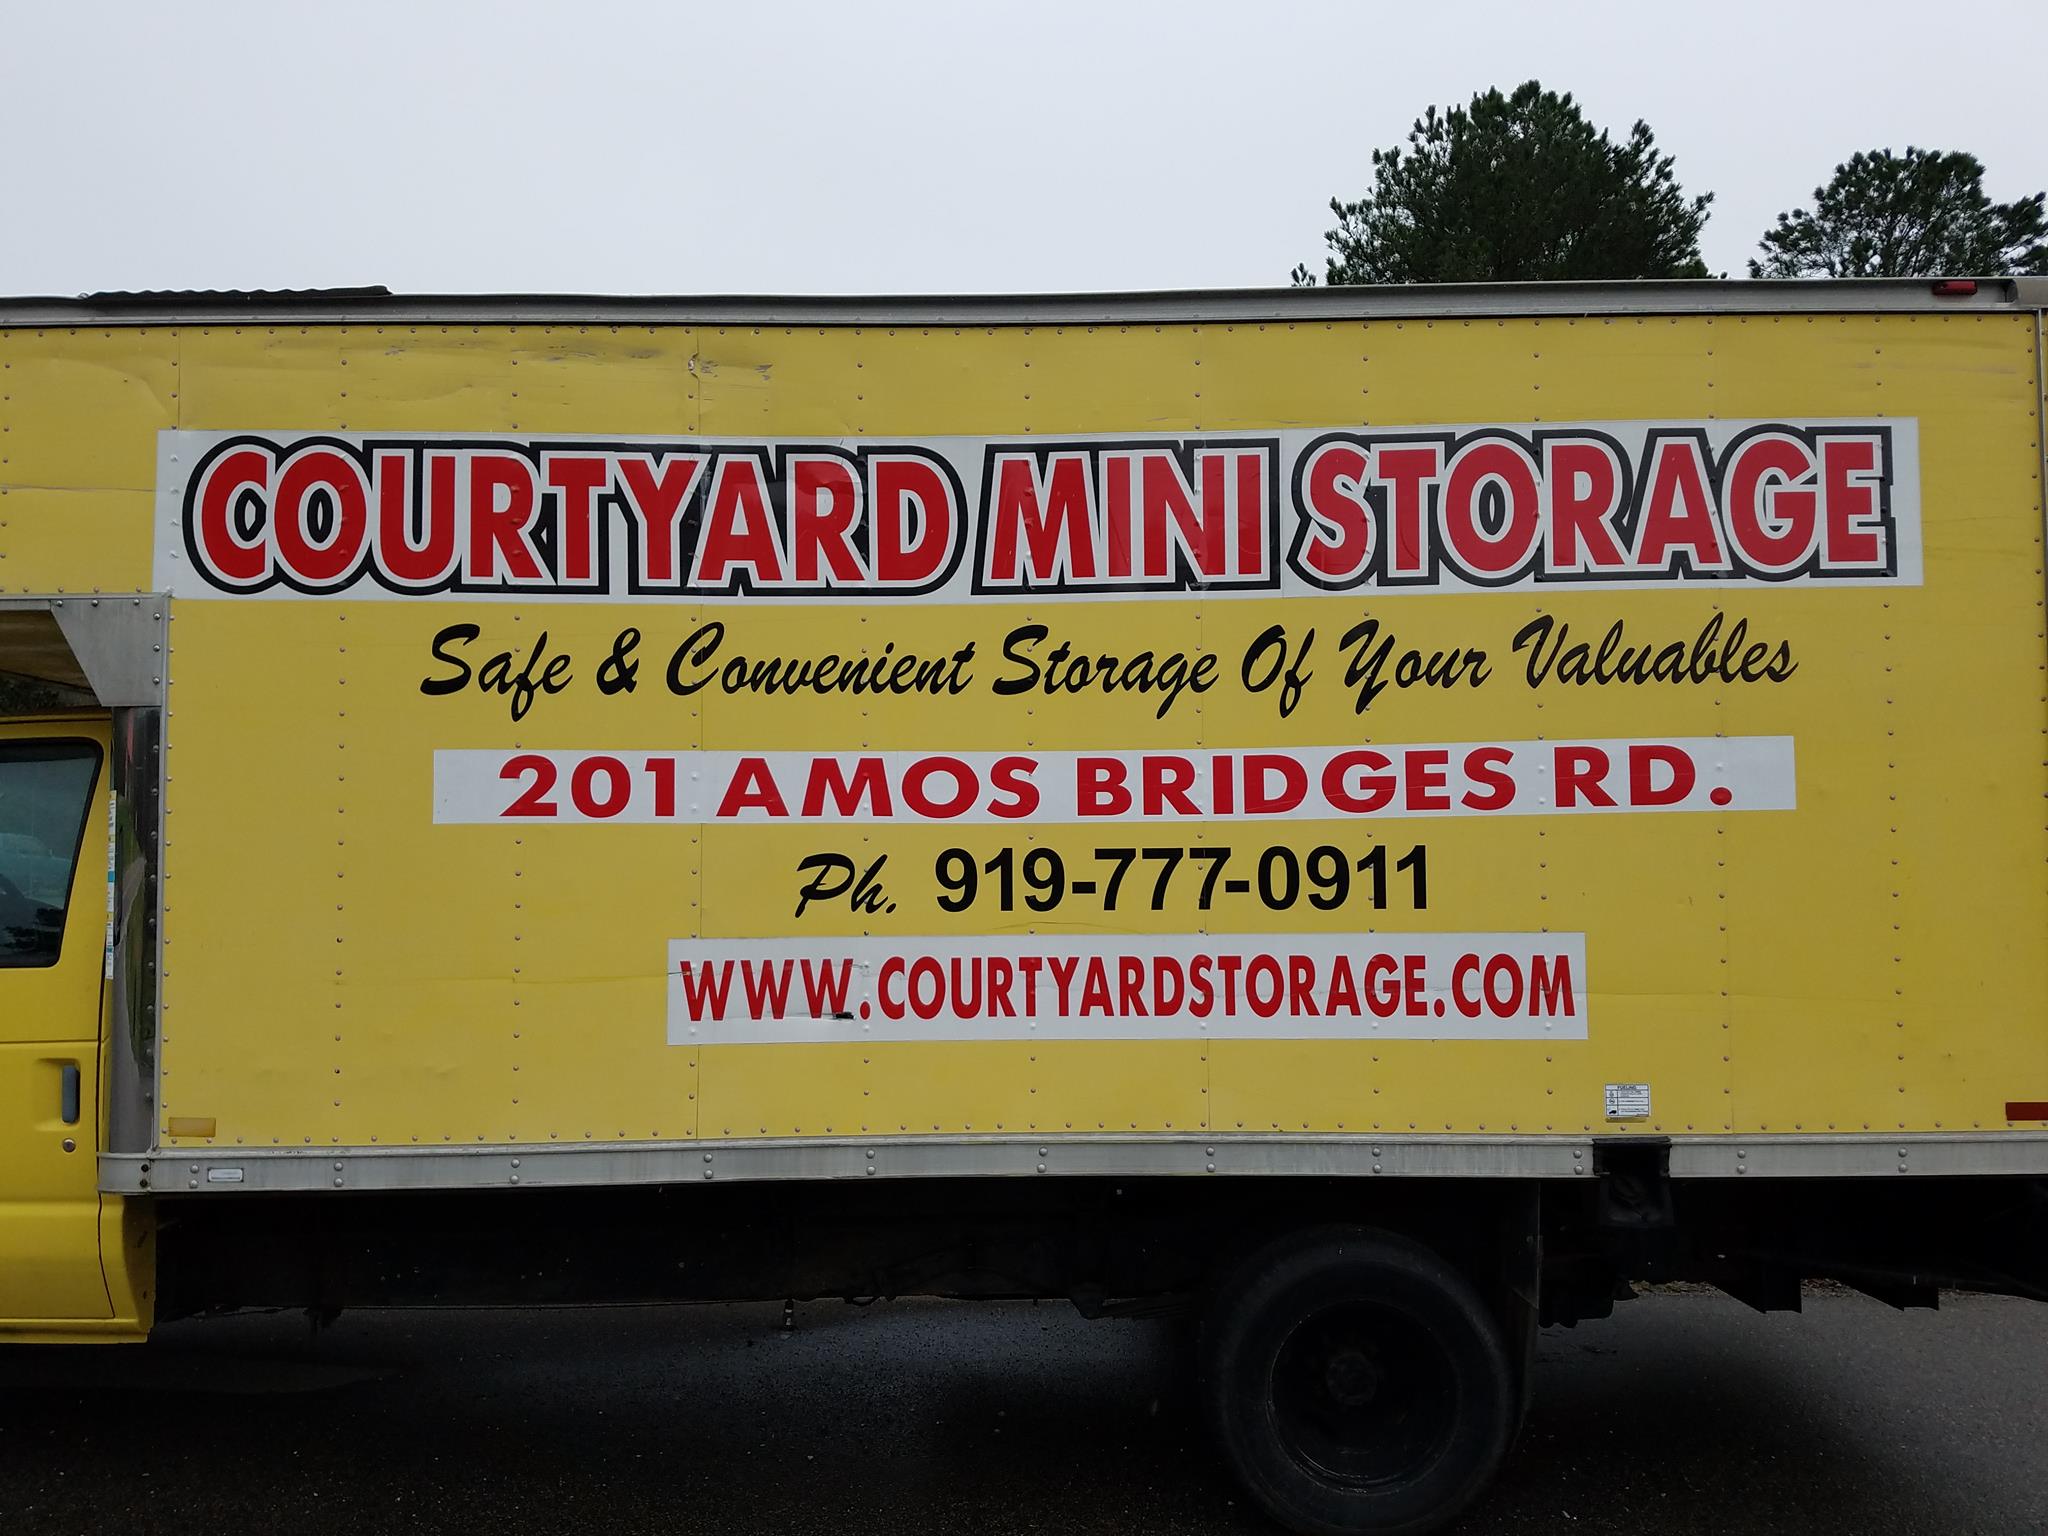 COURTYARD MINI STORAGE
Safe & Convenient Storage Of Your Valuables
201 AMOS BRIDGES RD.
Ph. 919-777-0911
WWW.COURTYARDSTORAGE.COM